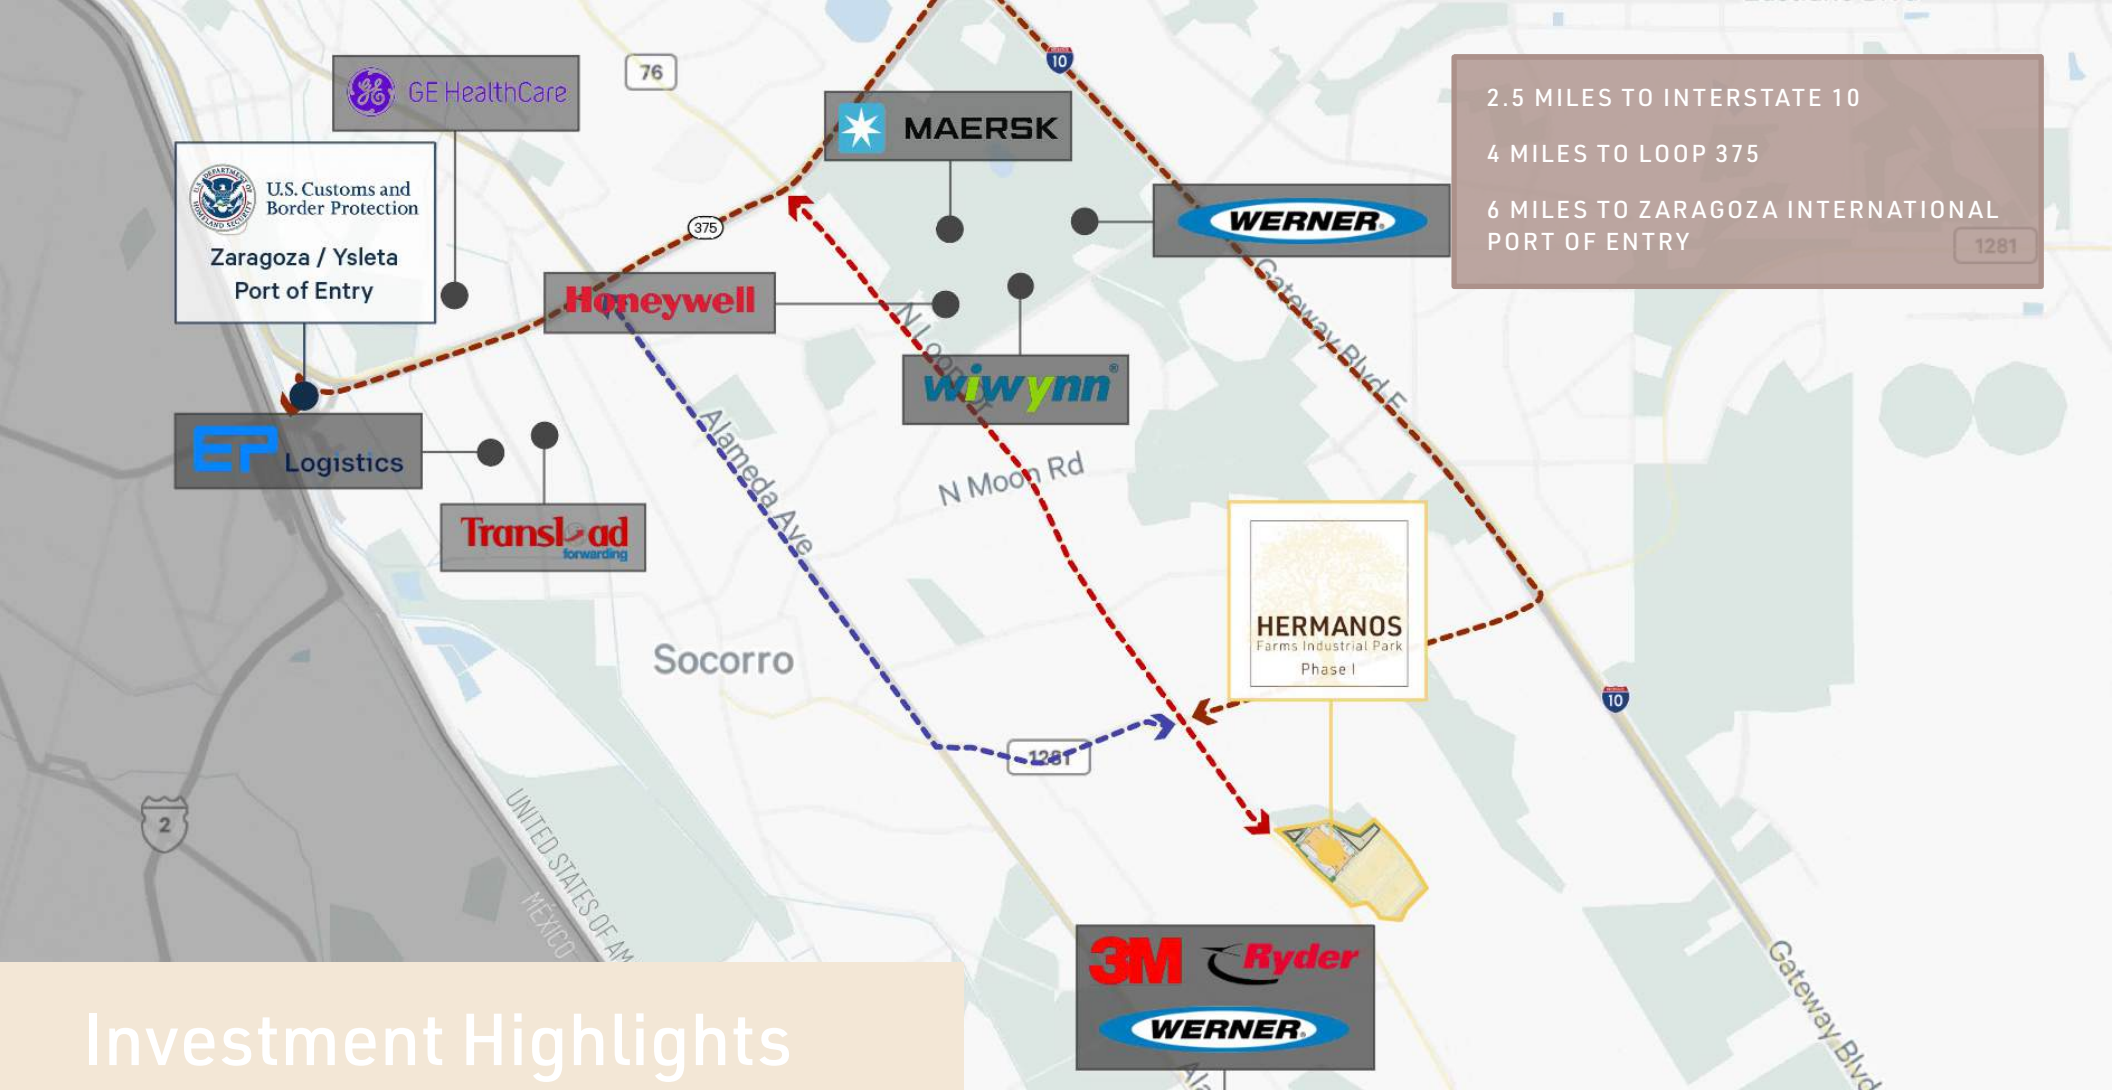 76
10
GE HealthCare
MAERSK
2.5 MILES TO INTERSTATE 10
4 MILES TO LOOP 375
6 MILES TO ZARAGOZA INTERNATIONAL
PORT OF ENTRY
1281
U.S. Customs and
Border Protection
Zaragoza / Ysleta
Port of Entry
375
WERNER
Gateway Blvd E
Honeywell
N Loop Dr
wiwynn®
Alameda Ave
N Moon Rd
EP Logistics
Transload
forwarding
HERMANOS
Farms Industrial Park
Phase I
Socorro
10
1281
2
UNITED STATES OF AM
MÉXICO
3M Ryder
WERNER
Gateway Blvd
Ala
Investment Highlights